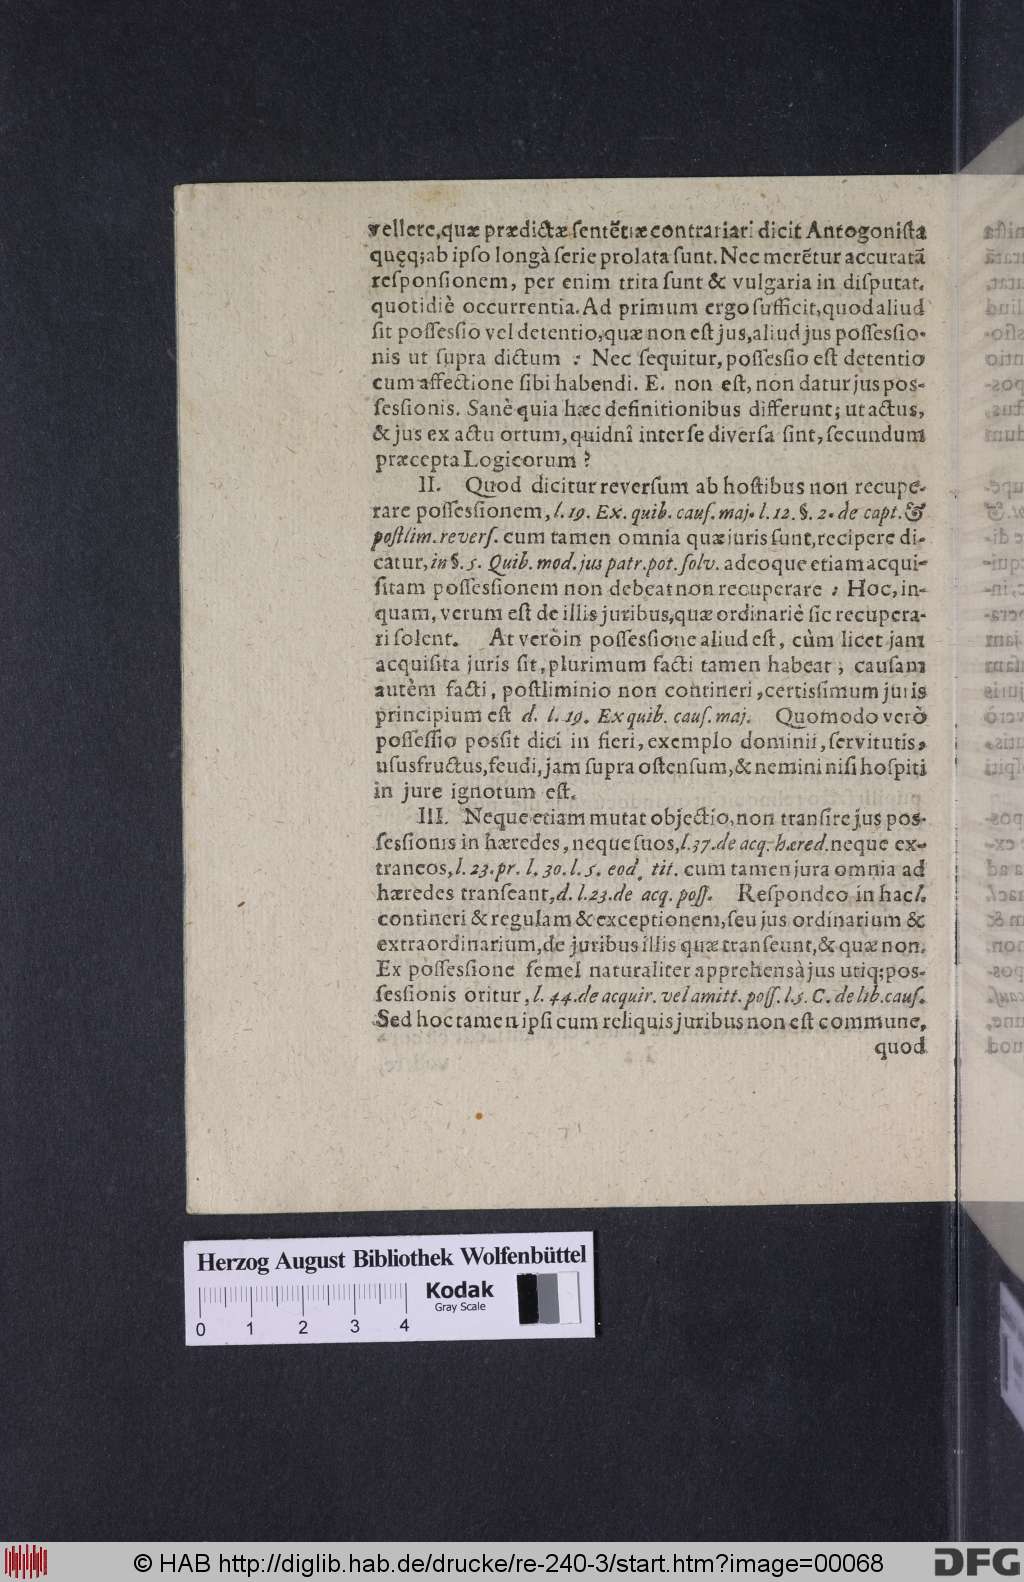 vellere,quæ prædictæ ſentẽtiæ contrariari dicit Antogoniſta
quęq;ab ipſo longà ſerie prolata ſunt. Nec merẽtur accuratã
reſponſionem, per enim trita ſunt & vulgaria in diſputat.
quotidiè occurrentia. Ad primum ergo ſufficit,quod aliud
ſit poſſeſſio vel detentio,quæ non eſt jus,aliud jus poſſeſſio-
nis ut ſupra dictum : Nec ſequitur, poſſeſsio eſt detentio
cum affectione ſibi habendi. E. non eſt, non datur jus poſ-
ſeſsionis. Sanè quia hæc definitionibus differunt; ut actus,
& jus ex actu ortum, quidnî inter ſe diverſa ſint, ſecundum
præcepta Logicorum ?
II. Quod dicitur reverſum ab hoſtibus non recupe-
rare poſſeſsionem, l. 19. Ex. quib. cauſ. maj. l. 12. §. 2. de capt. &
poſtlim. reverſ. cum tamen omnia quæ juris ſunt,recipere di-
catur, in §. 5. Quib. mod. jus patr. pot. ſolv. adeoque etiam acqui-
ſitam poſſeſsionem non debeat non recuperare : Hoc, in-
quam, verum eſt de illis juribus,quæ ordinariè ſic recupera-
ri ſolent. At verò in poſſeſsione aliud eſt, cùm licet jam
acquiſita juris ſit, plurimum facti tamen habeat ; cauſam
autèm facti, poſtliminio non contineri, certiſsimum juris
principium eſt d. l. 19. Ex quib. cauſ. maj. Quomodo verò
poſſeſſio poſsit dici in fieri, exemplo dominii, ſervitutis,
uſusfructus,feudi, jam ſupra oſtenſum,& nemini niſi hoſpiti
in jure ignotum eſt.
III. Neque etiam mutat objectio,non tranſire jus poſ-
ſeſsionis in hæredes, neque ſuos,l.37.de acq. hæred. neque ex-
traneos, l. 23. pr. l. 30. l. 5. eod. tit. cum tamen jura omnia ad
hæredes tranſeant, d. l.23.de acq. poſſ. Reſpondeo in hac l.
contineri & regulam & exceptionem, ſeu jus ordinarium &
extraordinarium,de juribus illis quæ tranſeunt,& quæ non.
Ex poſſeſsione ſemel naturaliter apprehensà jus utiq; poſ-
ſeſsionis oritur, l. 44. de acquir. vel amitt. poſſ. l.5. C. de lib.cauſ.
Sed hoc tamen ipſi cum reliquis juribus non eſt commune,
quod
Herzog August Bibliothek Wolfenbüttel
Kodak
Gray Scale
0 1 2 3 4
© HAB http://diglib.hab.de/drucke/re-240-3/start.htm?image=00068
DFG